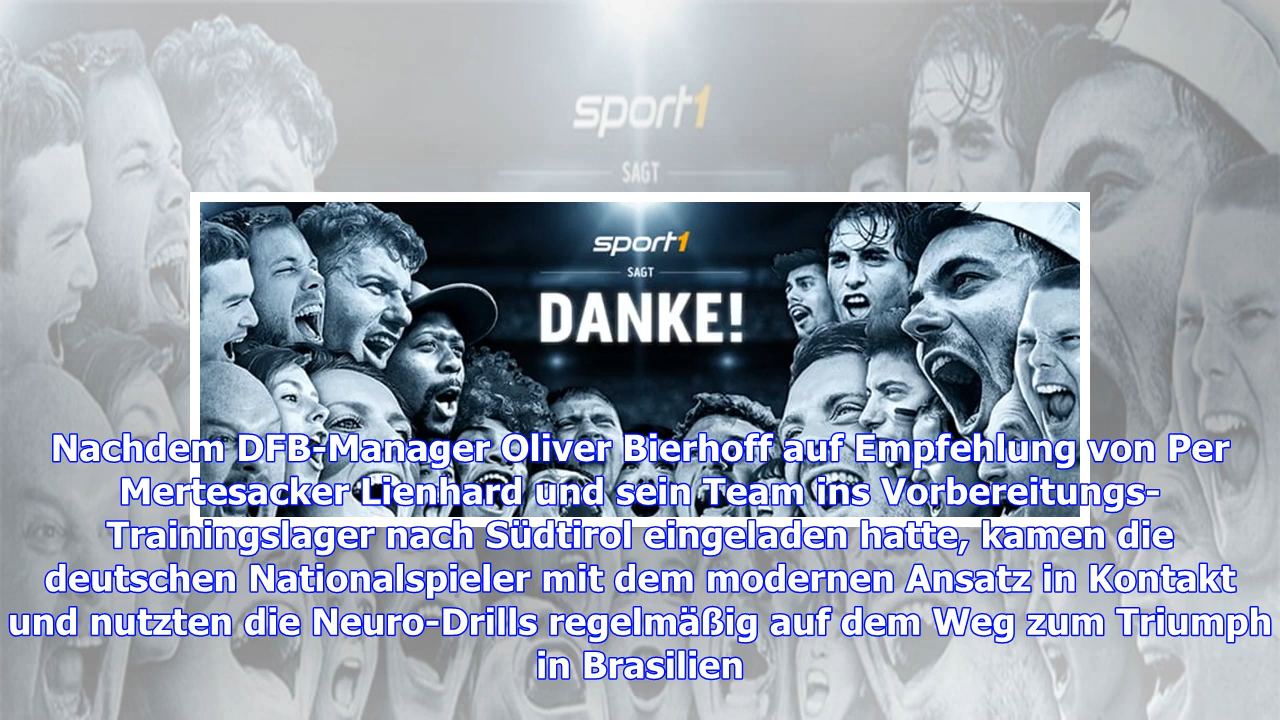 sport1
SAGT
sport1
SAGT
DANKE!
Nachdem DFB-Manager Oliver Bierhoff auf Empfehlung von Per
Mertesacker Lienhard und sein Team ins Vorbereitungs-
Trainingslager nach Südtirol eingeladen hatte, kamen die
deutschen Nationalspieler mit dem modernen Ansatz in Kontakt
und nutzten die Neuro-Drills regelmäßig auf dem Weg zum Triumph
in Brasilien